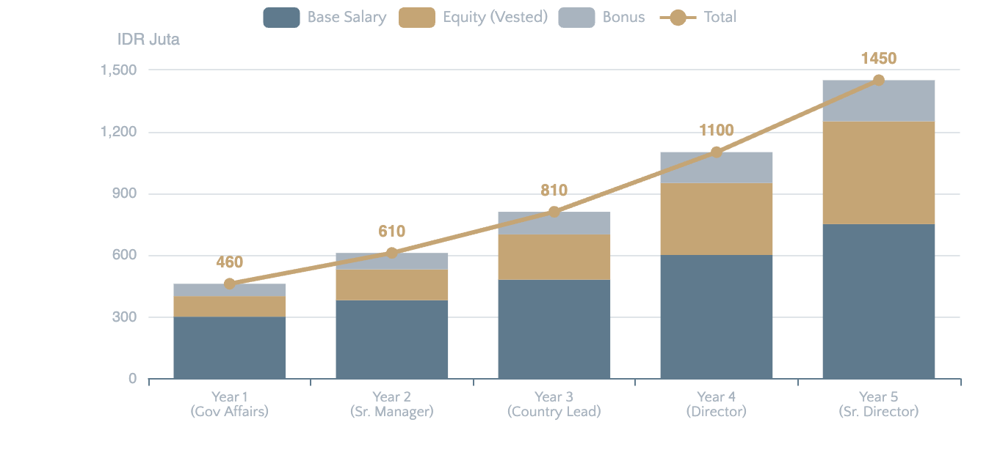 Base Salary Equity (Vested) Bonus Total
IDR Juta
1,500
1,200
900
600
300
0
460
610
810
1100
1450
Year 1
(Gov Affairs)
Year 2
(Sr. Manager)
Year 3
(Country Lead)
Year 4
(Director)
Year 5
(Sr. Director)